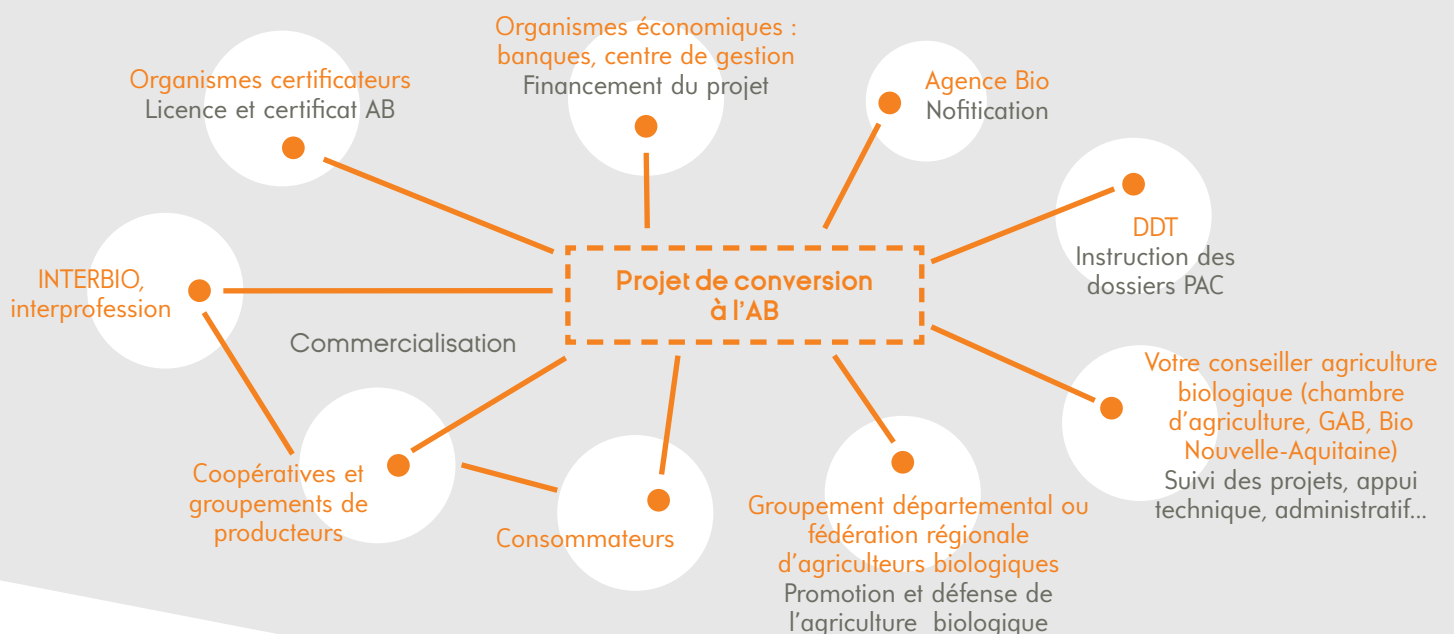 Organismes économiques :
banques, centre de gestion
Financement du projet
Organismes certificateurs
Licence et certificat AB
Agence Bio
Nofitication
DDT
Instruction des
dossiers PAC
INTERBIO,
interprofession
Projet de conversion
à l'AB
Commercialisation
Votre conseiller agriculture
biologique (chambre
d'agriculture, GAB, Bio
Nouvelle-Aquitaine)
Suivi des projets, appui
technique, administratif...
Coopératives et
groupements de
producteurs
Consommateurs
Groupement départemental ou
fédération régionale
d'agriculteurs biologiques
Promotion et défense de
l'agriculture biologique